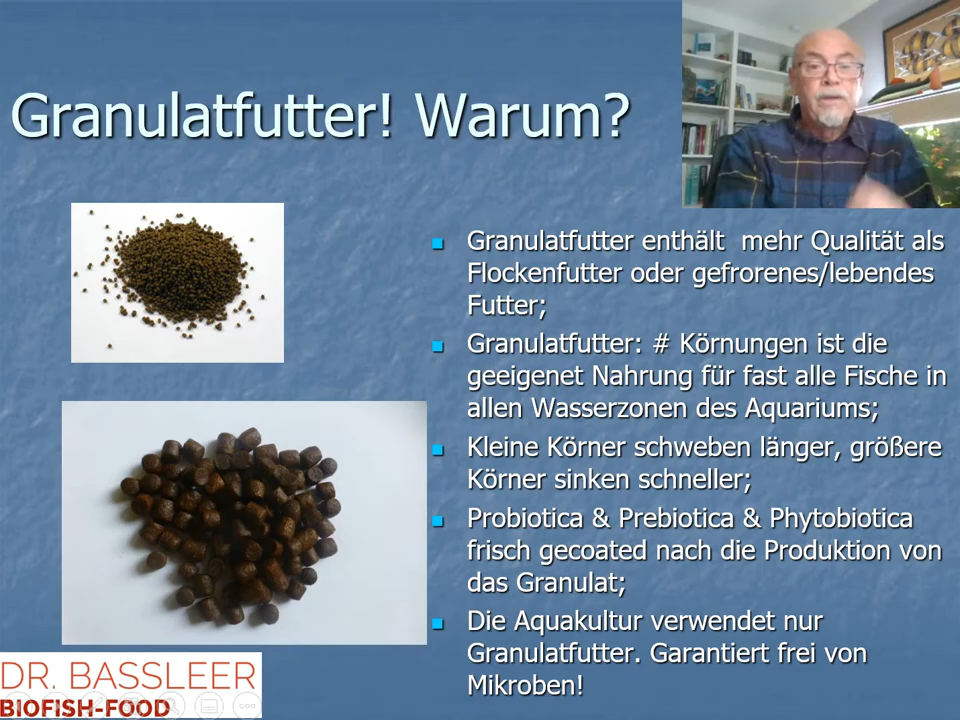 Granulatfutter! Warum?
Granulatfutter enthält mehr Qualität als
Flockenfutter oder gefrorenes/lebendes
Futter;
Granulatfutter: # Körnungen ist die
geeigenet Nahrung für fast alle Fische in
allen Wasserzonen des Aquariums;
Kleine Körner schweben länger, größere
Körner sinken schneller;
Probiotica & Prebiotica & Phytobiotica
frisch gecoated nach die Produktion von
das Granulat;
Die Aquakultur verwendet nur
Granulatfutter. Garantiert frei von
Mikroben!
DR. BASSLEER
BIOFISH-FOOD